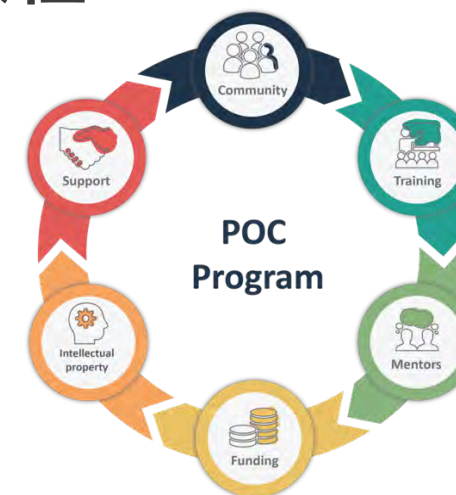 Community
Training
Mentors
Funding
Intellectual
property
Support
POC
Program